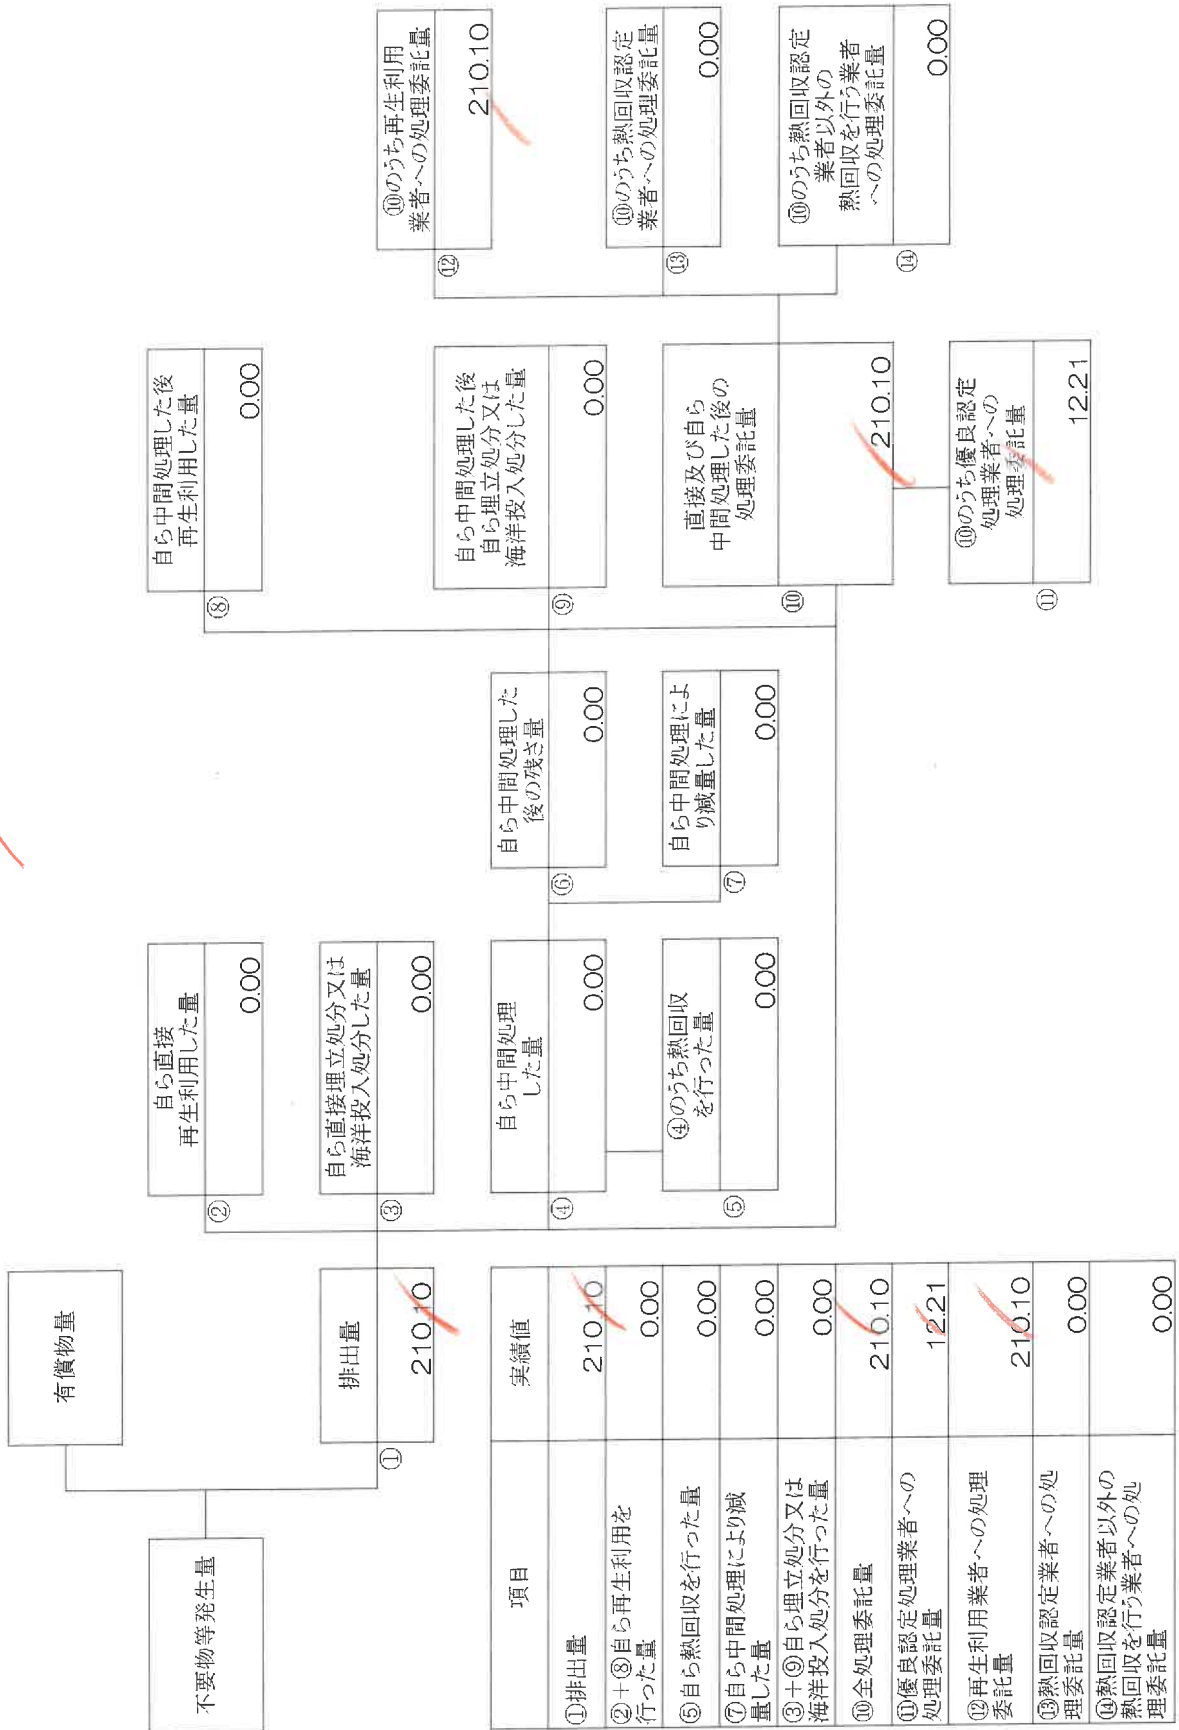 有償物量
不要物等発生量
排出量
①
210.10
自ら直接
再生利用した量
②
0.00
自ら直接埋立処分又は
海洋投入処分した量
③
0.00
自ら中間処理
した量
④
0.00
④のうち熱回収
を行った量
⑤
0.00
自ら中間処理した
後の残さ量
⑥
0.00
自ら中間処理によ
り減量した量
⑦
0.00
自ら中間処理した後
再生利用した量
⑧
0.00
自ら中間処理した後
自ら埋立処分又は
海洋投入処分した量
⑨
0.00
直接及び自ら
中間処理した後の
処理委託量
⑩
210.10
⑩のうち優良認定
処理業者への
処理委託量
⑪
12.21
⑩のうち再生利用
業者への処理委託量
⑫
210.10
⑩のうち熱回収認定
業者への処理委託量
⑬
0.00
⑩のうち熱回収認定
業者以外の
熱回収を行う業者
への処理委託量
⑭
0.00
項目
実績値
①排出量
210.10
②+⑧自ら再生利用を
行った量
0.00
⑤自ら熱回収を行った量
0.00
⑦自ら中間処理により減
量した量
0.00
③+⑨自ら埋立処分又は
海洋投入処分を行った量
0.00
⑩全処理委託量
210.10
⑪優良認定処理業者への
処理委託量
12.21
⑫再生利用業者への処理
委託量
210.10
⑬熱回収認定業者への処
理委託量
0.00
⑭熱回収認定業者以外の
熱回収を行う業者への処
理委託量
0.00